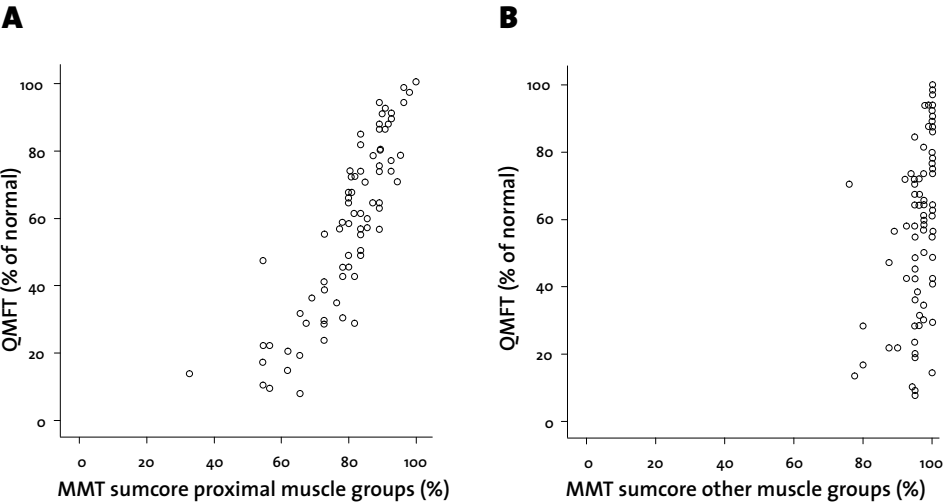 A
B
100
80
60
40
20
0
QMFT (% of normal)
0 20 40 60 80 100
MMT sumcore proximal muscle groups (%)
100
80
60
40
20
0
QMFT (% of normal)
0 20 40 60 80 100
MMT sumcore other muscle groups (%)